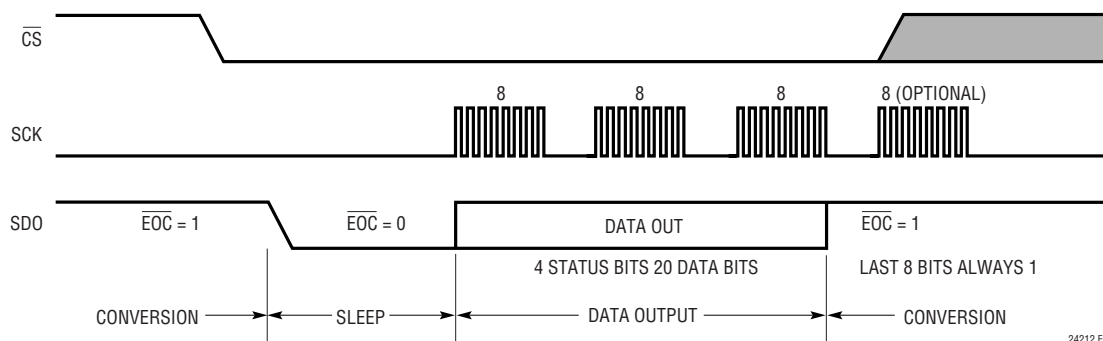 CS
8 8 8 8 (OPTIONAL)
SCK
SDO EOC = 1 EOC = 0 DATA OUT EOC = 1
4 STATUS BITS 20 DATA BITS LAST 8 BITS ALWAYS 1
CONVERSION SLEEP DATA OUTPUT CONVERSION